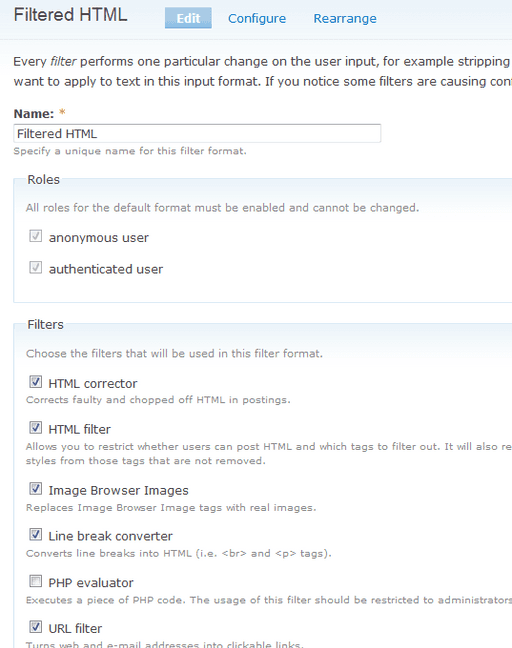 Filtered HTML Edit Configure Rearrange
Every filter performs one particular change on the user input, for example stripping
want to apply to text in this input format. If you notice some filters are causing
Name: *
Filtered HTML
Specify a unique name for this filter format.
Roles
All roles for the default format must be enabled and cannot be changed.
anonymous user
authenticated user
Filters
Choose the filters that will be used in this filter format.
HTML corrector
Corrects faulty and chopped off HTML in postings.
HTML filter
Allows you to restrict whether users can post HTML and which tags to filter out. It will also re
styles from those tags that are not removed.
Image Browser Images
Replaces Image Browser Image tags with real images.
Line break converter
Converts line breaks into HTML (i.e. <br> and <p> tags).
PHP evaluator
Executes a piece of PHP code. The usage of this filter should be restricted to administrators
URL filter
Turns web and e-mail addresses into clickable links.